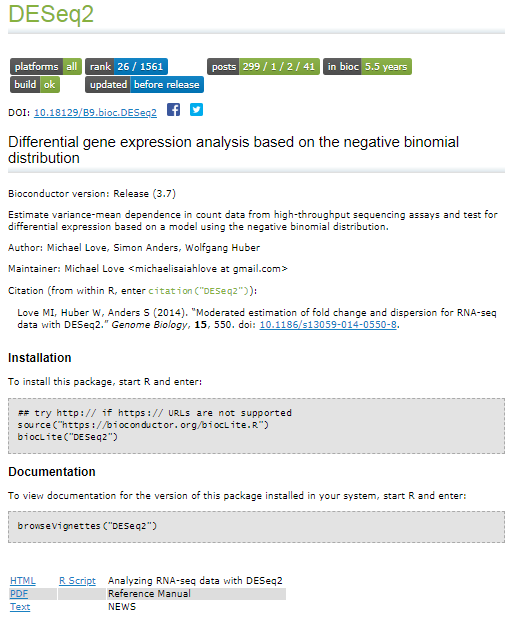 DESeq2
platforms all rank 26 / 1561 posts 299 / 1 / 2 / 41 in bioc 5.5 years
build ok updated before release
DOI: 10.18129/B9.bioc.DESeq2
Differential gene expression analysis based on the negative binomial
distribution
Bioconductor version: Release (3.7)
Estimate variance-mean dependence in count data from high-throughput sequencing assays and test for
differential expression based on a model using the negative binomial distribution.
Author: Michael Love, Simon Anders, Wolfgang Huber
Maintainer: Michael Love <michaelisaiahlove at gmail.com>
Citation (from within R, enter citation("DESeq2")):
Love MI, Huber W, Anders S (2014). “Moderated estimation of fold change and dispersion for RNA-seq
data with DESeq2.” Genome Biology, 15, 550. doi: 10.1186/s13059-014-0550-8.
Installation
To install this package, start R and enter:
## try http:// if https:// URLs are not supported
source("https://bioconductor.org/biocLite.R")
biocLite("DESeq2")
Documentation
To view documentation for the version of this package installed in your system, start R and enter:
browseVignettes("DESeq2")
HTML R Script Analyzing RNA-seq data with DESeq2
PDF Reference Manual
Text NEWS